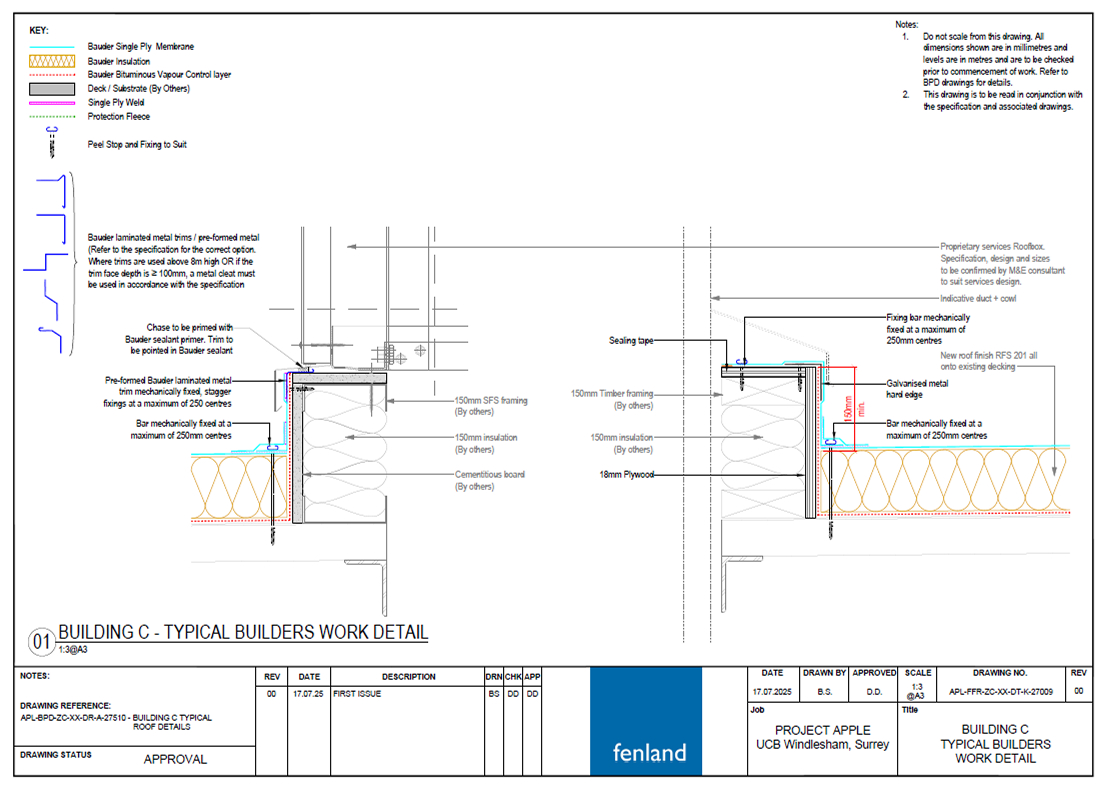 KEY:
Bauder Single Ply Membrane
Bauder Insulation
Bauder Bituminous Vapour Control layer
Deck / Substrate (By Others)
Single Ply Weld
Protection Fleece
Peel Stop and Fixing to Suit
Bauder laminated metal trims / pre-formed metal
(Refer to the specification for the correct option.
Where trims are used above 8m high OR if the
trim face depth is ≥ 100mm, a metal cleat must
be used in accordance with the specification
Notes:
1. Do not scale from this drawing. All
dimensions shown are in millimetres and
levels are in metres and are to be checked
prior to commencement of work. Refer to
BPD drawings for details.
2. This drawing is to be read in conjunction with
the specification and associated drawings.
Chase to be primed with
Bauder sealant primer. Trim to
be pointed in Bauder sealant
Pre-formed Bauder laminated metal
trim mechanically fixed, stagger
fixings at a maximum of 250 centres
Bar mechanically fixed at a
maximum of 250mm centres
150mm SFS framing
(By others)
150mm insulation
(By others)
Cementitious board
(By others)
Proprietary services Roofbox.
Specification, design and sizes
to be confirmed by M&E consultant
to suit services design.
Indicative duct + cowl
Fixing bar mechanically
fixed at a maximum of
250mm centres
Sealing tape
New roof finish RFS 201 all
onto existing decking
Galvanised metal
hard edge
150mm Timber framing
(By others)
150mm
min.
Bar mechanically fixed at a
maximum of 250mm centres
150mm insulation
(By others)
18mm Plywood
01 BUILDING C - TYPICAL BUILDERS WORK DETAIL
1:3@A3
NOTES:
DRAWING REFERENCE:
APL-BPD-ZC-XX-DR-A-27510 - BUILDING C TYPICAL
ROOF DETAILS
DRAWING STATUS APPROVAL
REV DATE DESCRIPTION DRN CHK APP
00 17.07.25 FIRST ISSUE BS DD DD
fenland
DATE DRAWN BY APPROVED SCALE DRAWING NO. REV
17.07.2025 B.S. D.D. 1:3 @A3 APL-FFR-ZC-XX-DT-K-27009 00
Job
PROJECT APPLE
UCB Windlesham, Surrey
Title
BUILDING C
TYPICAL BUILDERS
WORK DETAIL